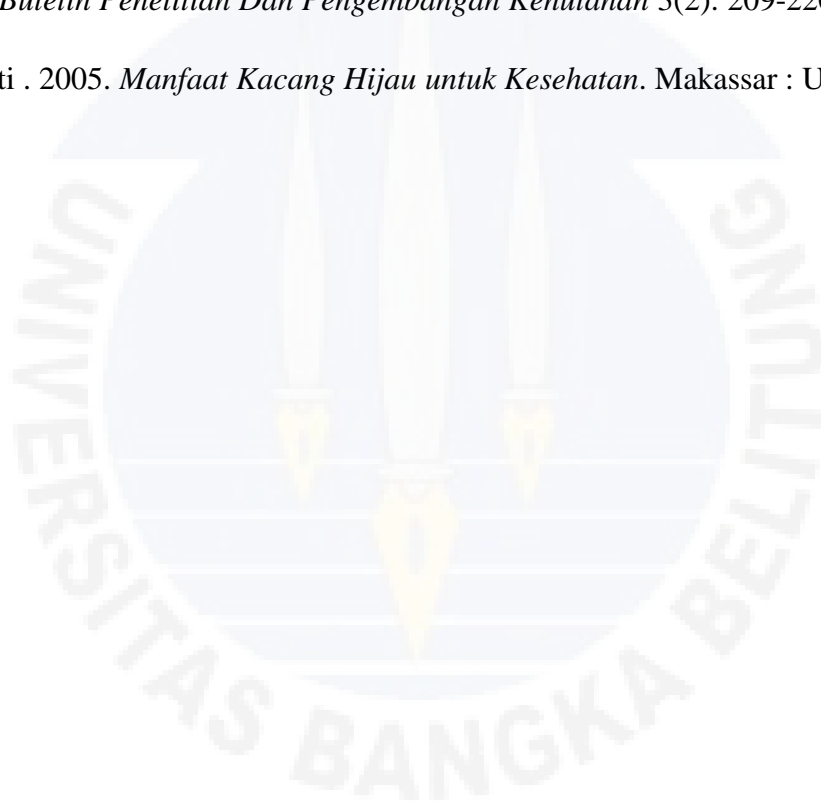 Buletin Penelitian Dan Pengembangan Kehutanan 3(2). 209-220
ti . 2005. Manfaat Kacang Hijau untuk Kesehatan. Makassar : U
UNIVERSITAS BANGKA BELITUNG